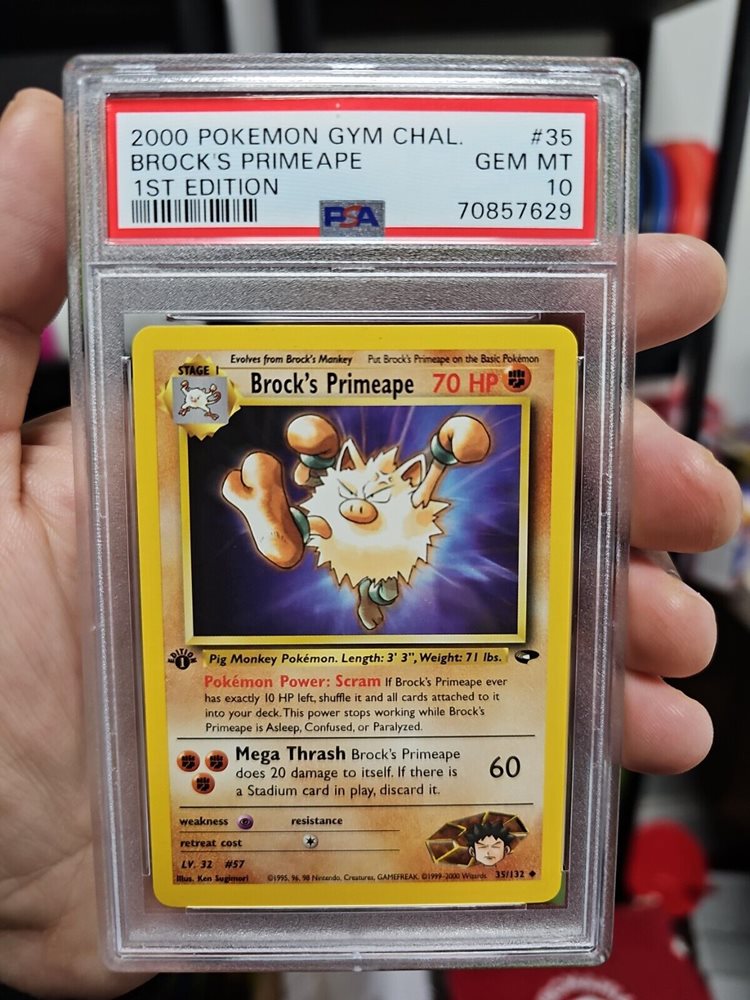 2000 POKEMON GYM CHAL. #35
BROCK'S PRIMEAPE GEM MT
1ST EDITION 10
PSA 70857629
Evolves from Brock's Mankey Put Brock's Primeape on the Basic Pokémon
STAGE 1
Brock's Primeape 70 HP
EDITION 1
Pig Monkey Pokémon. Length: 3' 3", Weight: 71 lbs.
Pokémon Power: Scram If Brock's Primeape ever
has exactly 10 HP left, shuffle it and all cards attached to it
into your deck. This power stops working while Brock's
Primeape is Asleep, Confused, or Paralyzed.
Mega Thrash Brock's Primeape
does 20 damage to itself. If there is 60
a Stadium card in play, discard it.
weakness resistance
retreat cost
LV. 32 #57
Illus. Ken Sugimori ©1995, 96, 98 Nintendo, Creatures, GAMEFREAK. ©1999-2000 Wizards. 35/132